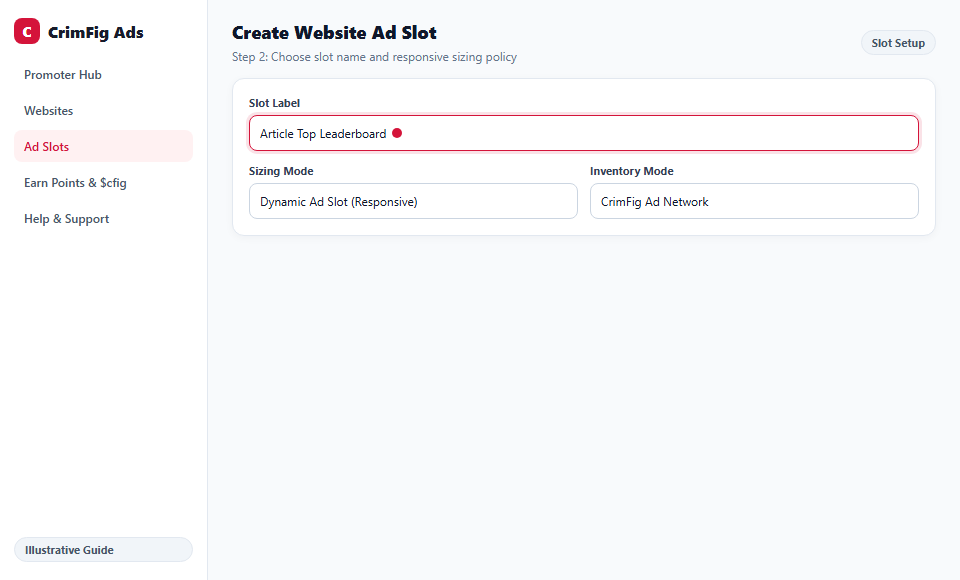 C CrimFig Ads
Promoter Hub
Websites
Ad Slots
Earn Points & $cfig
Help & Support
Illustrative Guide
Create Website Ad Slot
Step 2: Choose slot name and responsive sizing policy
Slot Setup
Slot Label
Article Top Leaderboard
Sizing Mode
Dynamic Ad Slot (Responsive)
Inventory Mode
CrimFig Ad Network